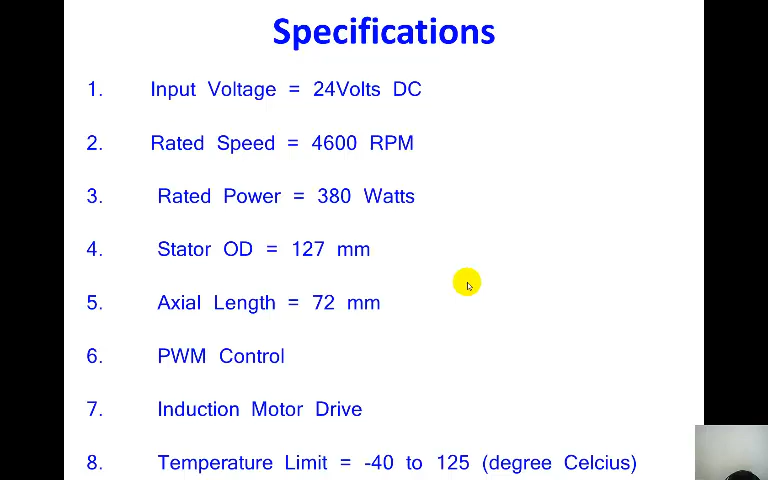 Specifications
1. Input Voltage = 24Volts DC
2. Rated Speed = 4600 RPM
3. Rated Power = 380 Watts
4. Stator OD = 127 mm
5. Axial Length = 72 mm
6. PWM Control
7. Induction Motor Drive
8. Temperature Limit = -40 to 125 (degree Celcius)